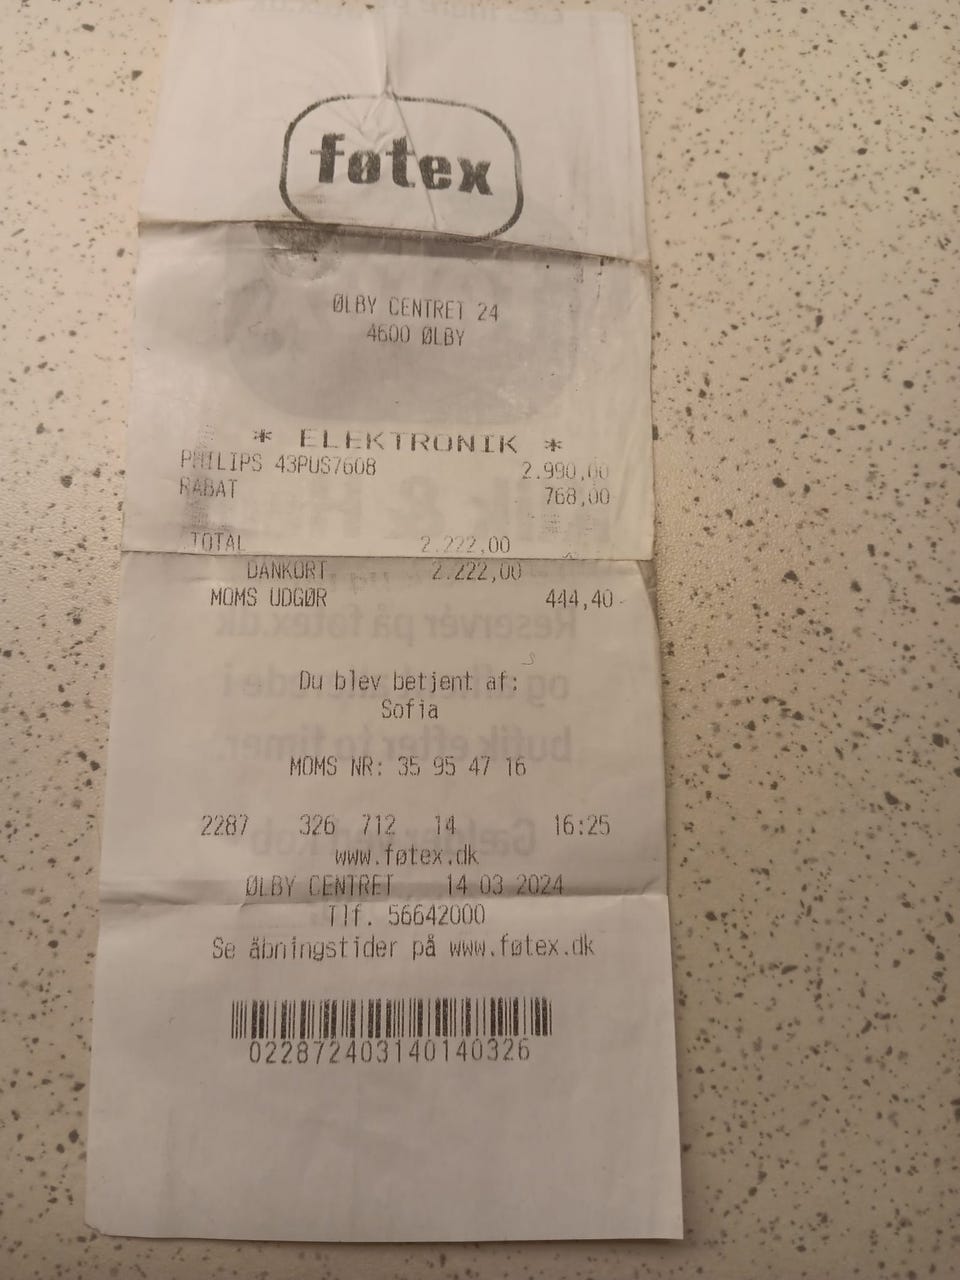 føtex
ØLBY CENTRET 24
4600 ØLBY
* ELEKTRONIK *
PHILIPS 43PUS7608 2.990,00
RABAT 768,00
TOTAL 2.222,00
DANKORT 2.222,00
MOMS UDGØR 444,40
Du blev betjent af:
Sofia
MOMS NR: 35 95 47 16
2287 326 712 14 16:25
www.føtex.dk
ØLBY CENTRET 14 03 2024
Tlf. 56642000
Se åbningstider på www.føtex.dk
022872403140140326